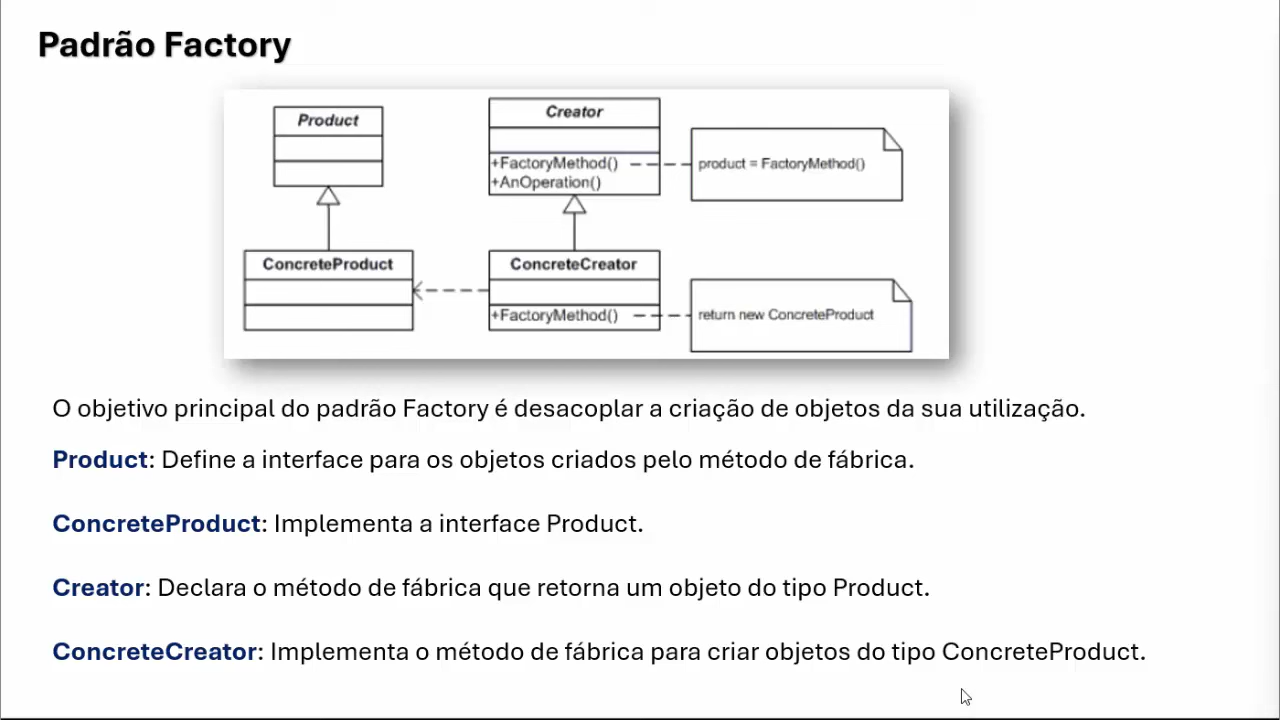 Padrão Factory
Product
Creator
+FactoryMethod()
+AnOperation()
product = FactoryMethod()
ConcreteProduct
ConcreteCreator
+FactoryMethod()
return new ConcreteProduct
O objetivo principal do padrão Factory é desacoplar a criação de objetos da sua utilização.
Product: Define a interface para os objetos criados pelo método de fábrica.
ConcreteProduct: Implementa a interface Product.
Creator: Declara o método de fábrica que retorna um objeto do tipo Product.
ConcreteCreator: Implementa o método de fábrica para criar objetos do tipo ConcreteProduct.